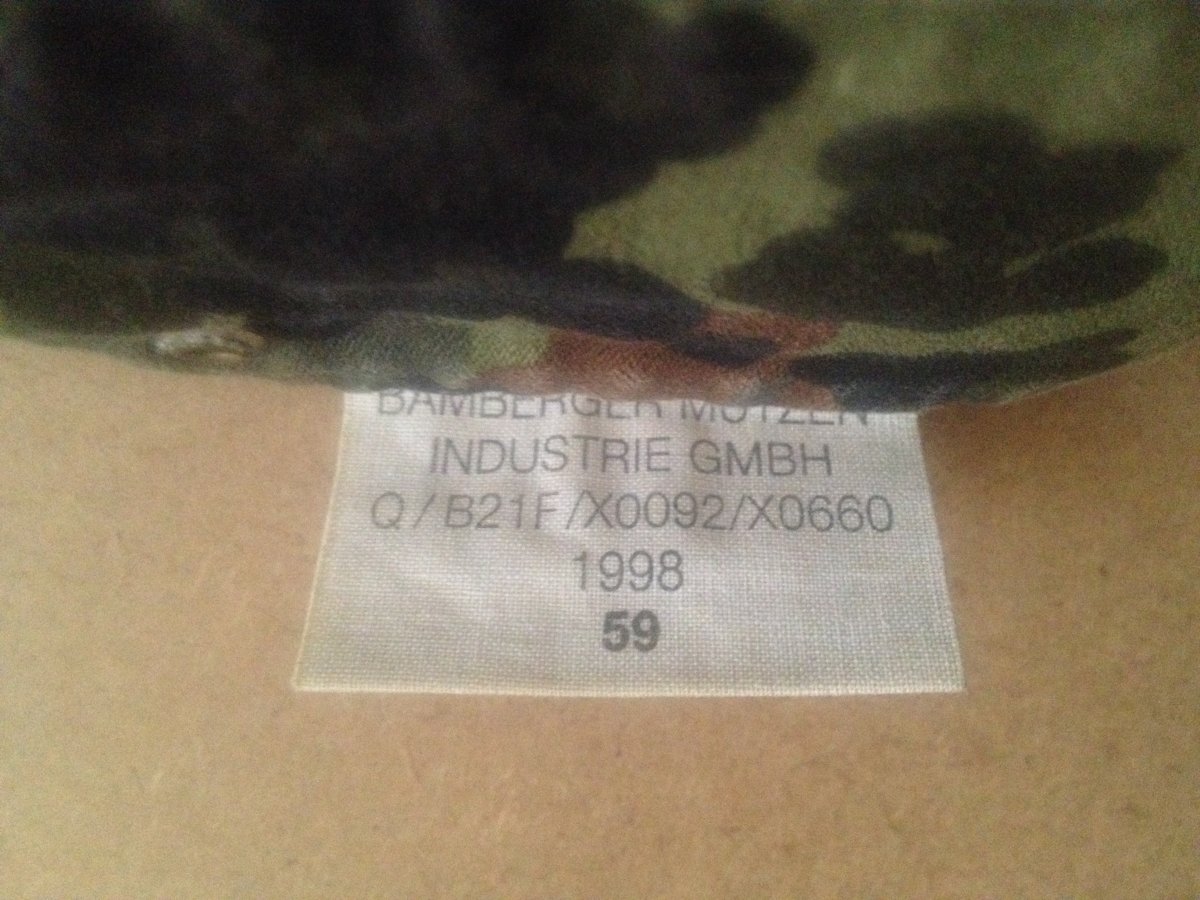 BAMBERGER MÜTZEN
INDUSTRIE GMBH
Q/B21F/X0092/X0660
1998
59